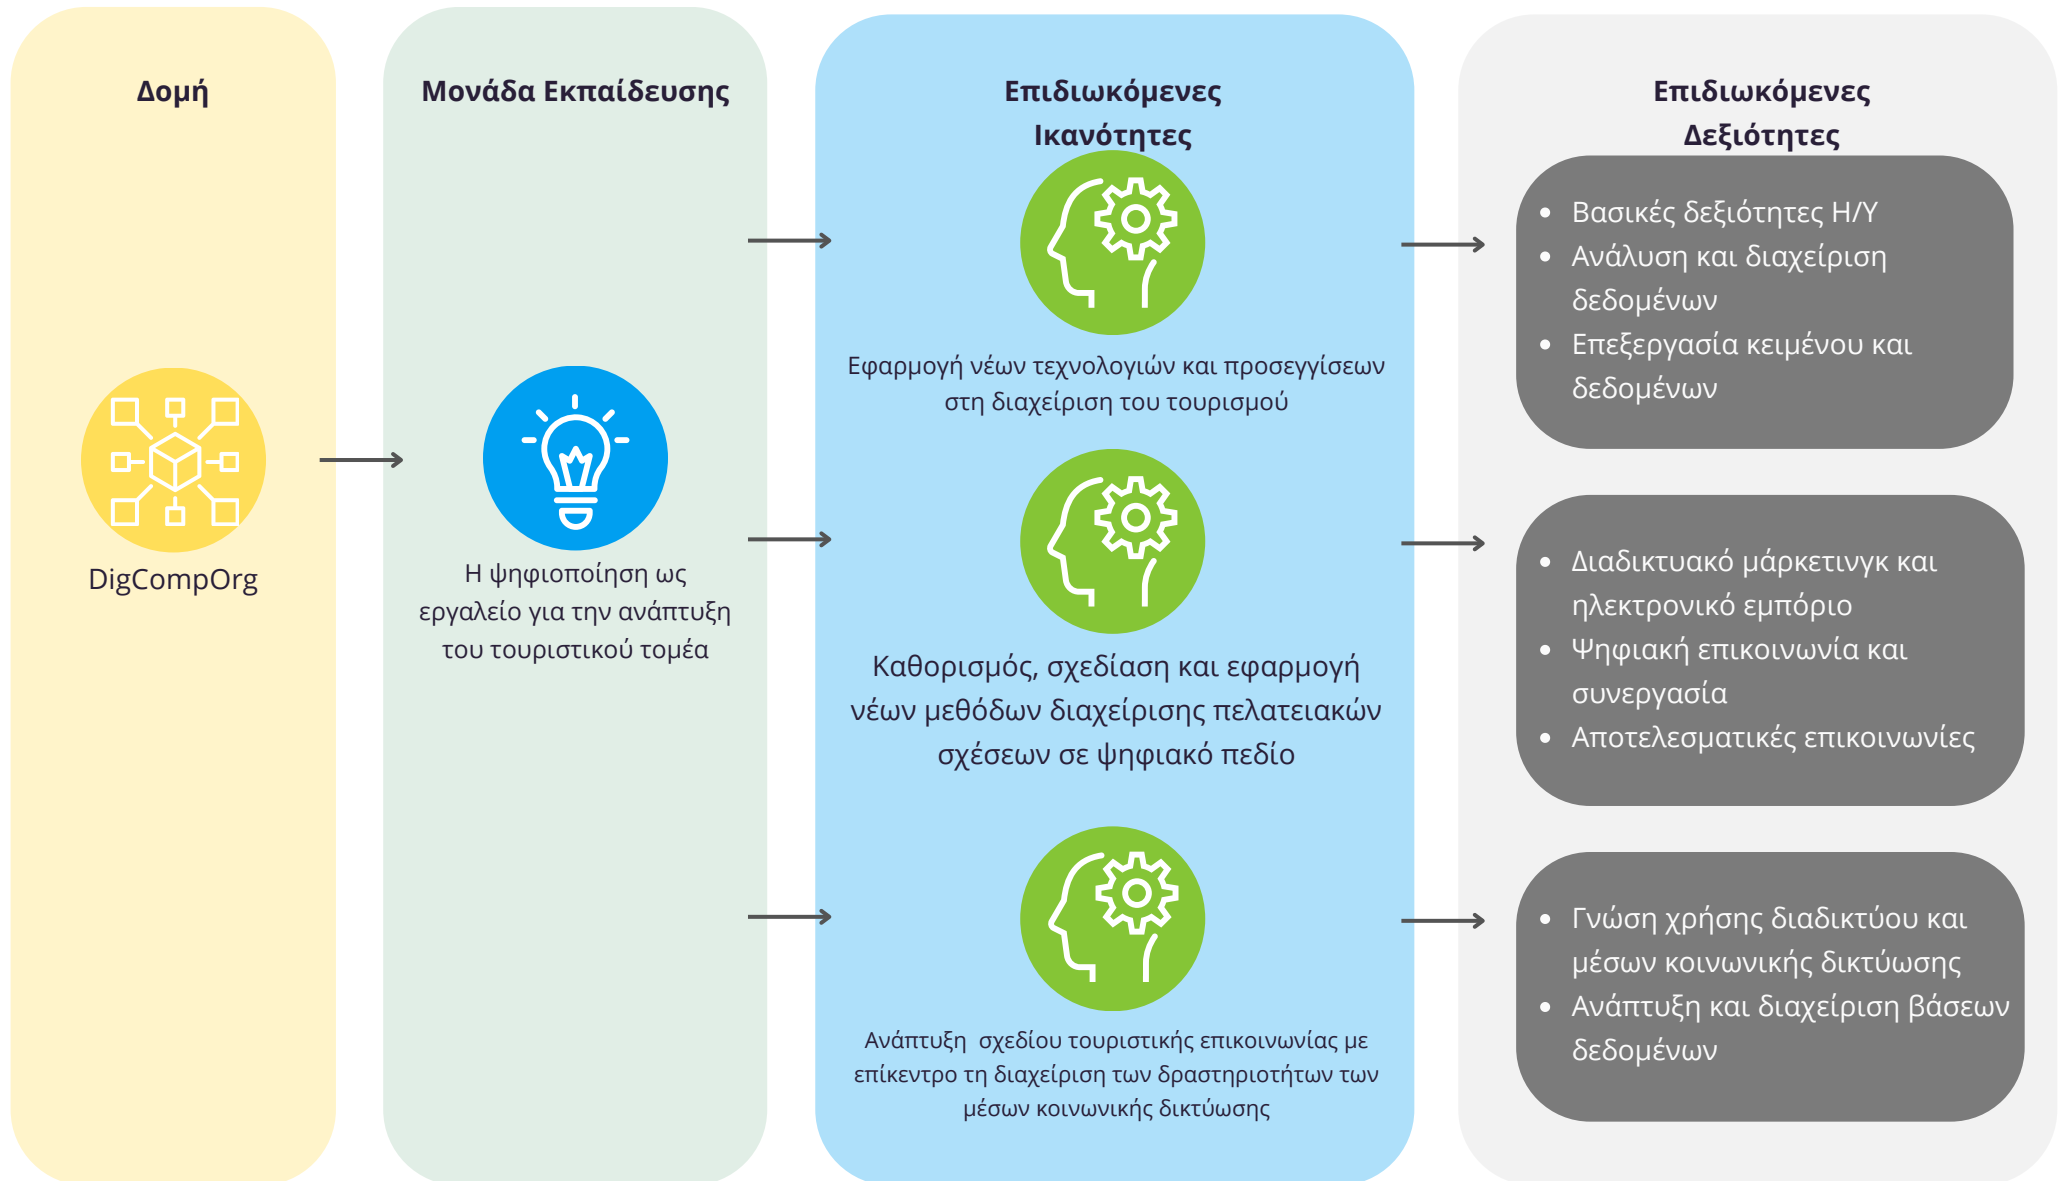 Δομή
DigCompOrg
Μονάδα Εκπαίδευσης
Η ψηφιοποίηση ως
εργαλείο για την ανάπτυξη
του τουριστικού τομέα
Επιδιωκόμενες
Ικανότητες
Εφαρμογή νέων τεχνολογιών και προσεγγίσεων
στη διαχείριση του τουρισμού
Καθορισμός, σχεδίαση και εφαρμογή
νέων μεθόδων διαχείρισης πελατειακών
σχέσεων σε ψηφιακό πεδίο
Ανάπτυξη  σχεδίου τουριστικής επικοινωνίας με
επίκεντρο τη διαχείριση των δραστηριοτήτων των
μέσων κοινωνικής δικτύωσης
Επιδιωκόμενες
Δεξιότητες
• Βασικές δεξιότητες Η/Υ
• Ανάλυση και διαχείριση
δεδομένων
• Επεξεργασία κειμένου και
δεδομένων
• Διαδικτυακό μάρκετινγκ και
ηλεκτρονικό εμπόριο
• Ψηφιακή επικοινωνία και
συνεργασία
• Αποτελεσματικές επικοινωνίες
• Γνώση χρήσης διαδικτύου και
μέσων κοινωνικής δικτύωσης
• Ανάπτυξη και διαχείριση βάσεων
δεδομένων